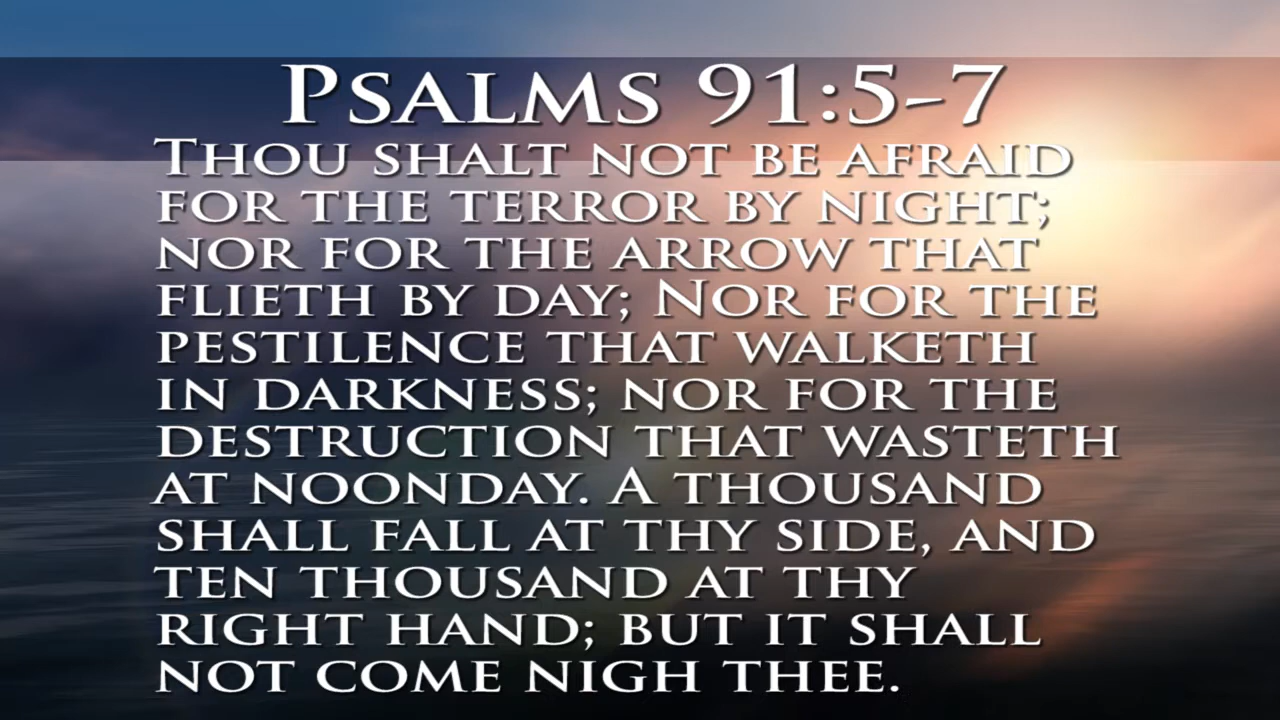 Psalms 91:5-7
Thou shalt not be afraid
for the terror by night;
nor for the arrow that
flieth by day; Nor for the
pestilence that walketh
in darkness; nor for the
destruction that wasteth
at noonday. A thousand
shall fall at thy side, and
ten thousand at thy
right hand; but it shall
not come nigh thee.